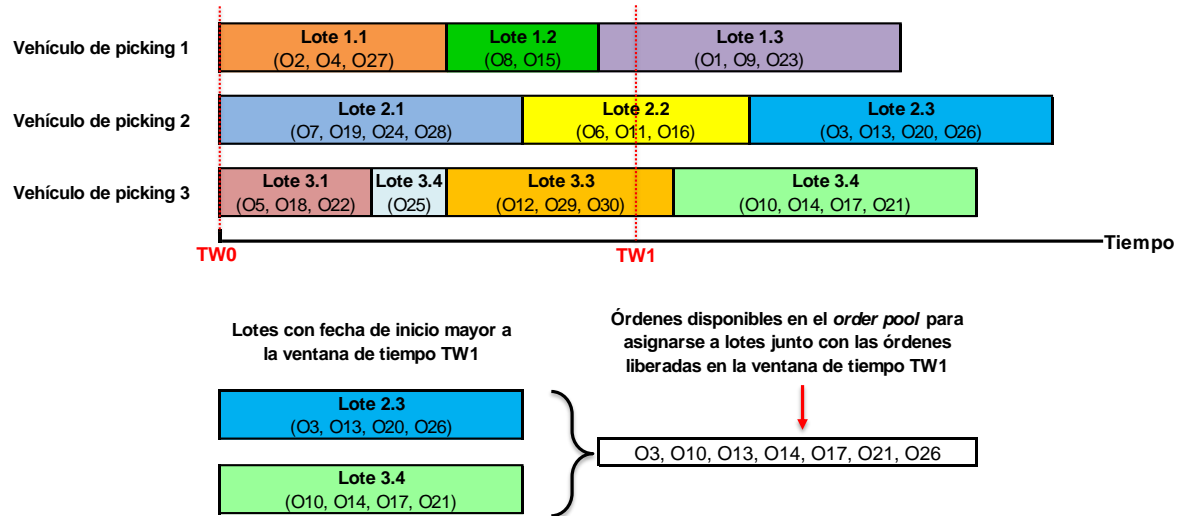 Vehículo de picking 1
Lote 1.1
(O2, O4, O27)
Lote 1.2
(O8, O15)
Lote 1.3
(O1, O9, O23)
Vehículo de picking 2
Lote 2.1
(O7, O19, O24, O28)
Lote 2.2
(O6, O11, O16)
Lote 2.3
(O3, O13, O20, O26)
Vehículo de picking 3
Lote 3.1
(O5, O18, O22)
Lote 3.4
(O25)
Lote 3.3
(O12, O29, O30)
Lote 3.4
(O10, O14, O17, O21)
Tiempo
TW0
TW1
Lotes con fecha de inicio mayor a
la ventana de tiempo TW1
Órdenes disponibles en el order pool para
asignarse a lotes junto con las órdenes
liberadas en la ventana de tiempo TW1
Lote 2.3
(O3, O13, O20, O26)
Lote 3.4
(O10, O14, O17, O21)
O3, O10, O13, O14, O17, O21, O26